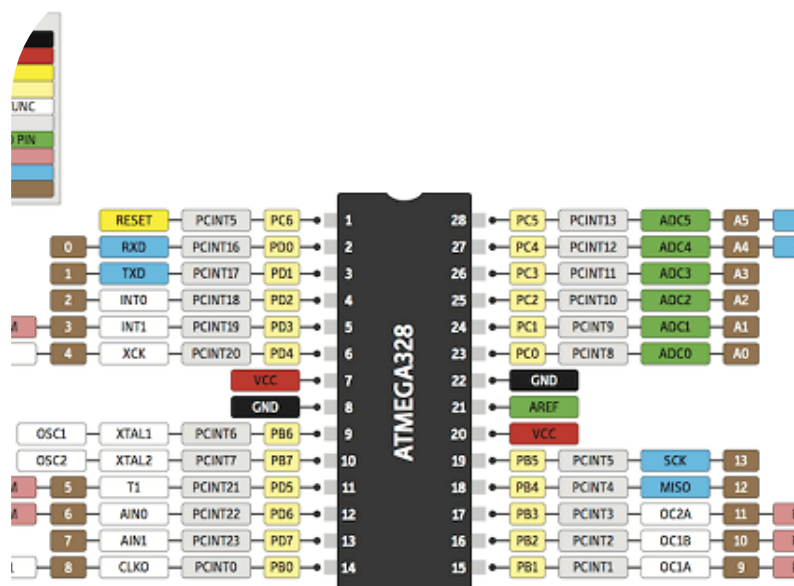 UNC
PIN
RESET PCINT5 PC6 1 28 PC5 PCINT13 ADC5 A5
0 RXD PCINT16 PD0 2 27 PC4 PCINT12 ADC4 A4
1 TXD PCINT17 PD1 3 26 PC3 PCINT11 ADC3 A3
2 INT0 PCINT18 PD2 4 25 PC2 PCINT10 ADC2 A2
3 INT1 PCINT19 PD3 5 24 PC1 PCINT9 ADC1 A1
4 XCK PCINT20 PD4 6 23 PC0 PCINT8 ADC0 A0
VCC 7 22 GND
GND 8 21 AREF
ATMEGA328
OSC1 XTAL1 PCINT6 PB6 9 20 VCC
OSC2 XTAL2 PCINT7 PB7 10 19 PB5 PCINT5 SCK 13
5 T1 PCINT21 PD5 11 18 PB4 PCINT4 MISO 12
6 AIN0 PCINT22 PD6 12 17 PB3 PCINT3 OC2A 11
7 AIN1 PCINT23 PD7 13 16 PB2 PCINT2 OC1B 10
8 CLKO PCINT0 PB0 14 15 PB1 PCINT1 OC1A 9